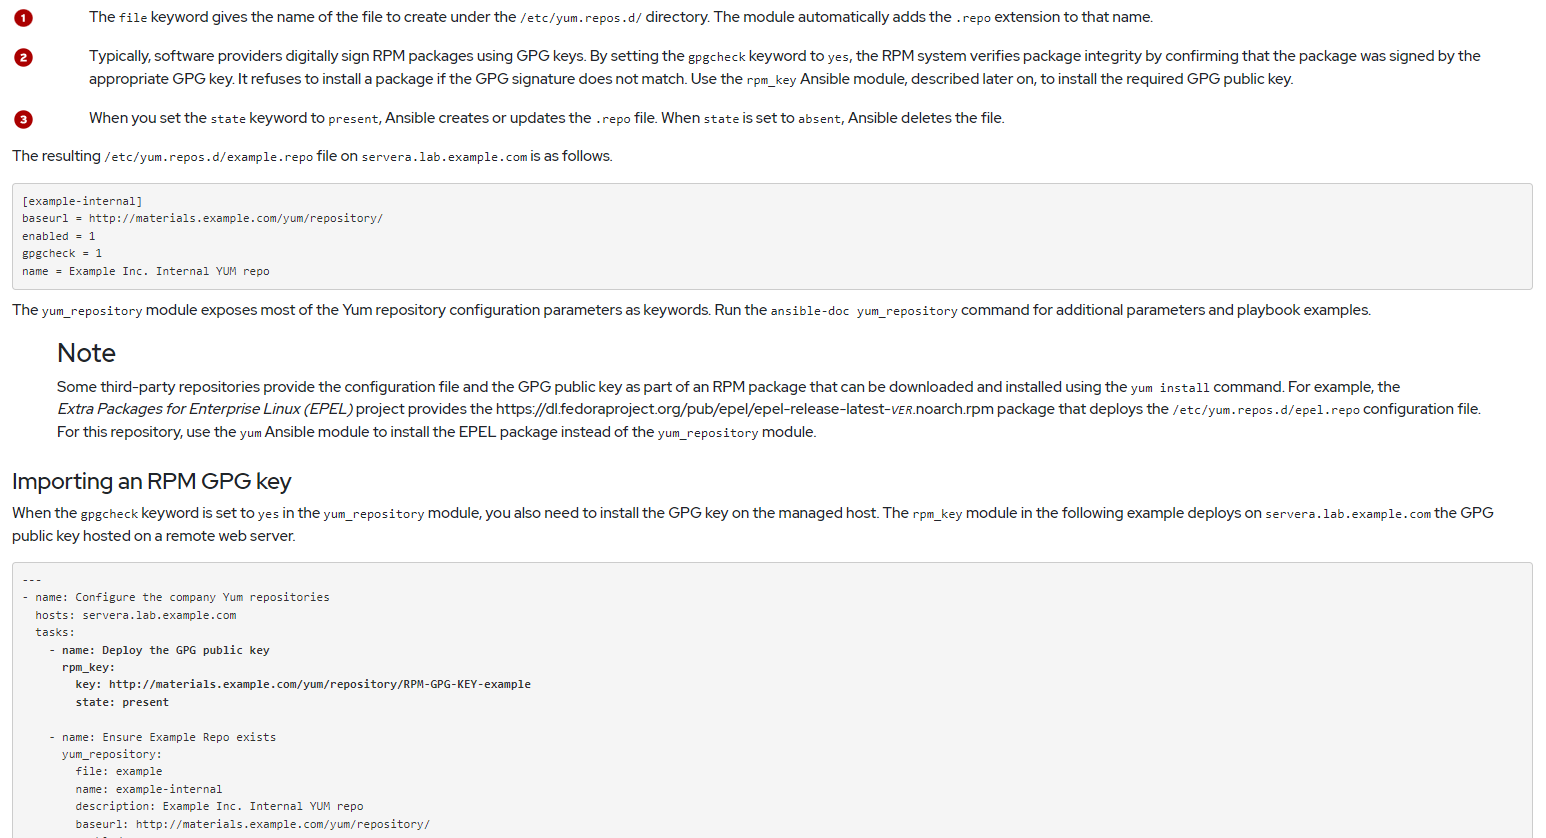 1 The file keyword gives the name of the file to create under the /etc/yum.repos.d/ directory. The module automatically adds the .repo extension to that name.
2 Typically, software providers digitally sign RPM packages using GPG keys. By setting the gpgcheck keyword to yes, the RPM system verifies package integrity by confirming that the package was signed by the
appropriate GPG key. It refuses to install a package if the GPG signature does not match. Use the rpm_key Ansible module, described later on, to install the required GPG public key.
3 When you set the state keyword to present, Ansible creates or updates the .repo file. When state is set to absent, Ansible deletes the file.
The resulting /etc/yum.repos.d/example.repo file on servera.lab.example.com is as follows.
[example-internal]
baseurl = http://materials.example.com/yum/repository/
enabled = 1
gpgcheck = 1
name = Example Inc. Internal YUM repo
The yum_repository module exposes most of the Yum repository configuration parameters as keywords. Run the ansible-doc yum_repository command for additional parameters and playbook examples.
Note
Some third-party repositories provide the configuration file and the GPG public key as part of an RPM package that can be downloaded and installed using the yum install command. For example, the
Extra Packages for Enterprise Linux (EPEL) project provides the https://dl.fedoraproject.org/pub/epel/epel-release-latest-VER.noarch.rpm package that deploys the /etc/yum.repos.d/epel.repo configuration file.
For this repository, use the yum Ansible module to install the EPEL package instead of the yum_repository module.
Importing an RPM GPG key
When the gpgcheck keyword is set to yes in the yum_repository module, you also need to install the GPG key on the managed host. The rpm_key module in the following example deploys on servera.lab.example.com the GPG
public key hosted on a remote web server.
---
- name: Configure the company Yum repositories
  hosts: servera.lab.example.com
  tasks:
    - name: Deploy the GPG public key
      rpm_key:
        key: http://materials.example.com/yum/repository/RPM-GPG-KEY-example
        state: present
    - name: Ensure Example Repo exists
      yum_repository:
        file: example
        name: example-internal
        description: Example Inc. Internal YUM repo
        baseurl: http://materials.example.com/yum/repository/